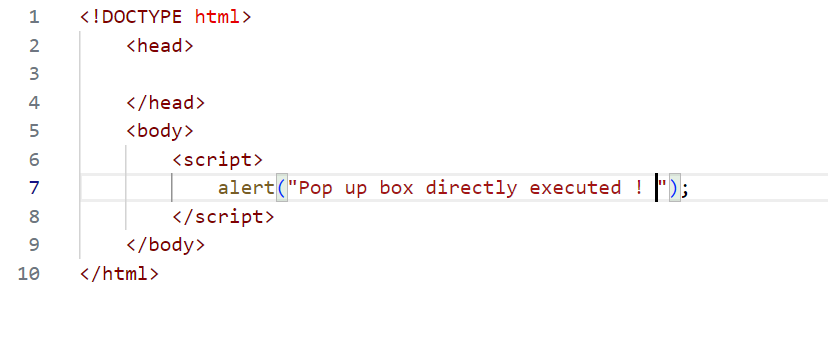 1 <!DOCTYPE html>
2     <head>
3
4     </head>
5     <body>
6         <script>
7             alert("Pop up box directly executed ! ");
8         </script>
9     </body>
10 </html>